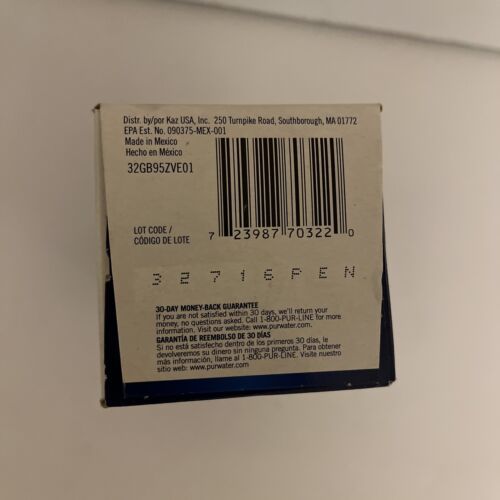 Distr. by/por Kaz USA, Inc. 250 Turnpike Road, Southborough, MA 01772
EPA Est. No. 090375-MEX-001
Made in Mexico
Hecho en México
32GB95ZVE01
LOT CODE /
CÓDIGO DE LOTE
7 23987 70322 0
32716PEN
30-DAY MONEY-BACK GUARANTEE
If you are not satisfied within 30 days, we'll return your
money, no questions asked. Call 1-800-PUR-LINE for more
information. Visit our website: www.purwater.com.
GARANTÍA DE REEMBOLSO DE 30 DÍAS
Si no está satisfecho dentro de los primeros 30 días, le
devolveremos su dinero sin ninguna pregunta. Para obtener
más información, llame al 1-800-PUR-LINE. Visite nuestro
sitio web: www.purwater.com.